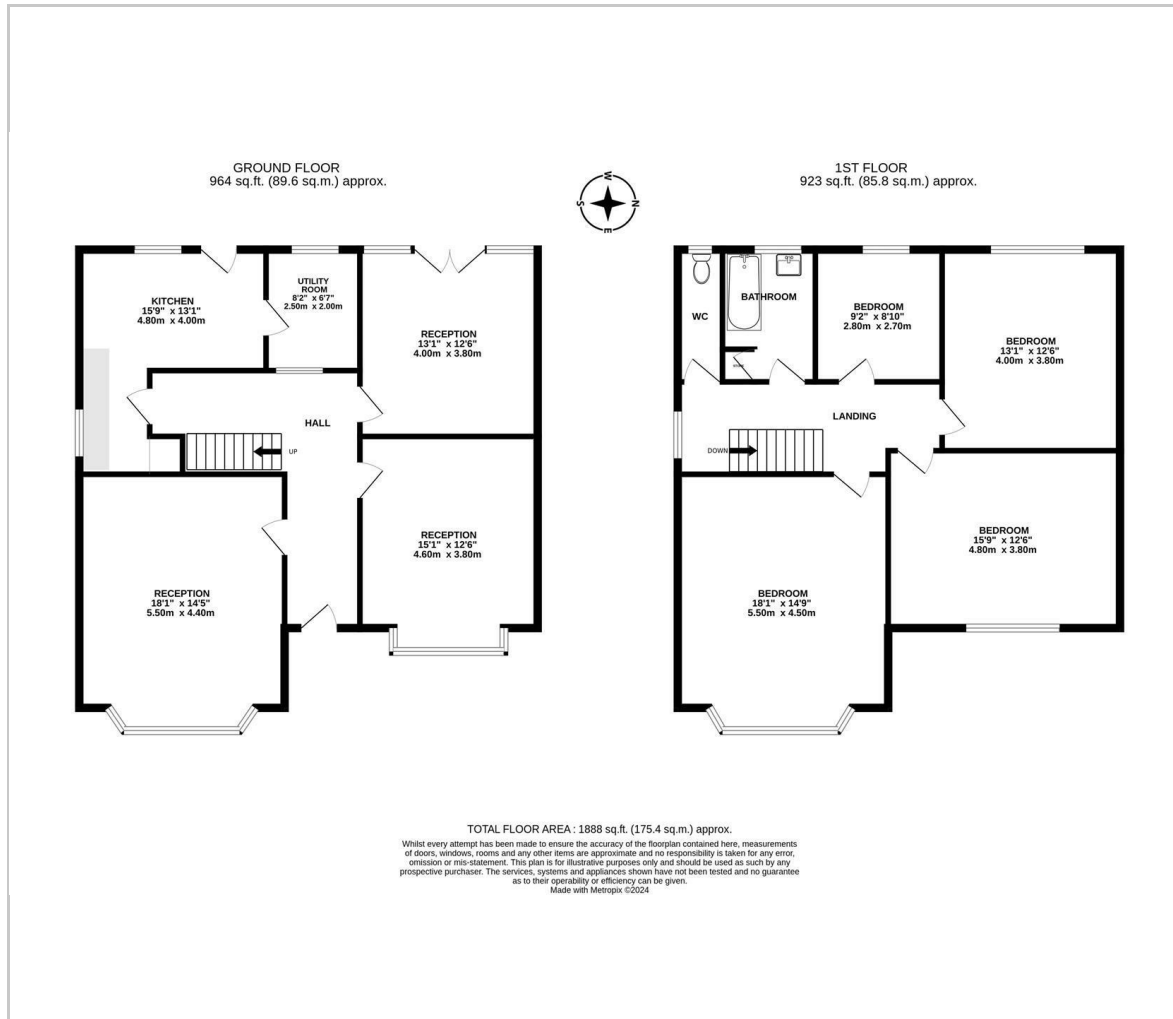 GROUND FLOOR
964 sq.ft. (89.6 sq.m.) approx.
1ST FLOOR
923 sq.ft. (85.8 sq.m.) approx.
W
S
N
E
KITCHEN
15'9" x 13'1"
4.80m x 4.00m
UTILITY
ROOM
8'2" x 6'7"
2.50m x 2.00m
RECEPTION
13'1" x 12'6"
4.00m x 3.80m
HALL
UP
RECEPTION
18'1" x 14'5"
5.50m x 4.40m
RECEPTION
15'1" x 12'6"
4.60m x 3.80m
WC
BATHROOM
BEDROOM
9'2" x 8'10"
2.80m x 2.70m
BEDROOM
13'1" x 12'6"
4.00m x 3.80m
LANDING
DOWN
BEDROOM
18'1" x 14'9"
5.50m x 4.50m
BEDROOM
15'9" x 12'6"
4.80m x 3.80m
TOTAL FLOOR AREA : 1888 sq.ft. (175.4 sq.m.) approx.
Whilst every attempt has been made to ensure the accuracy of the floorplan contained here, measurements
of doors, windows, rooms and any other items are approximate and no responsibility is taken for any error,
omission or mis-statement. This plan is for illustrative purposes only and should be used as such by any
prospective purchaser. The services, systems and appliances shown have not been tested and no guarantee
as to their operability or efficiency can be given.
Made with Metropix ©2024